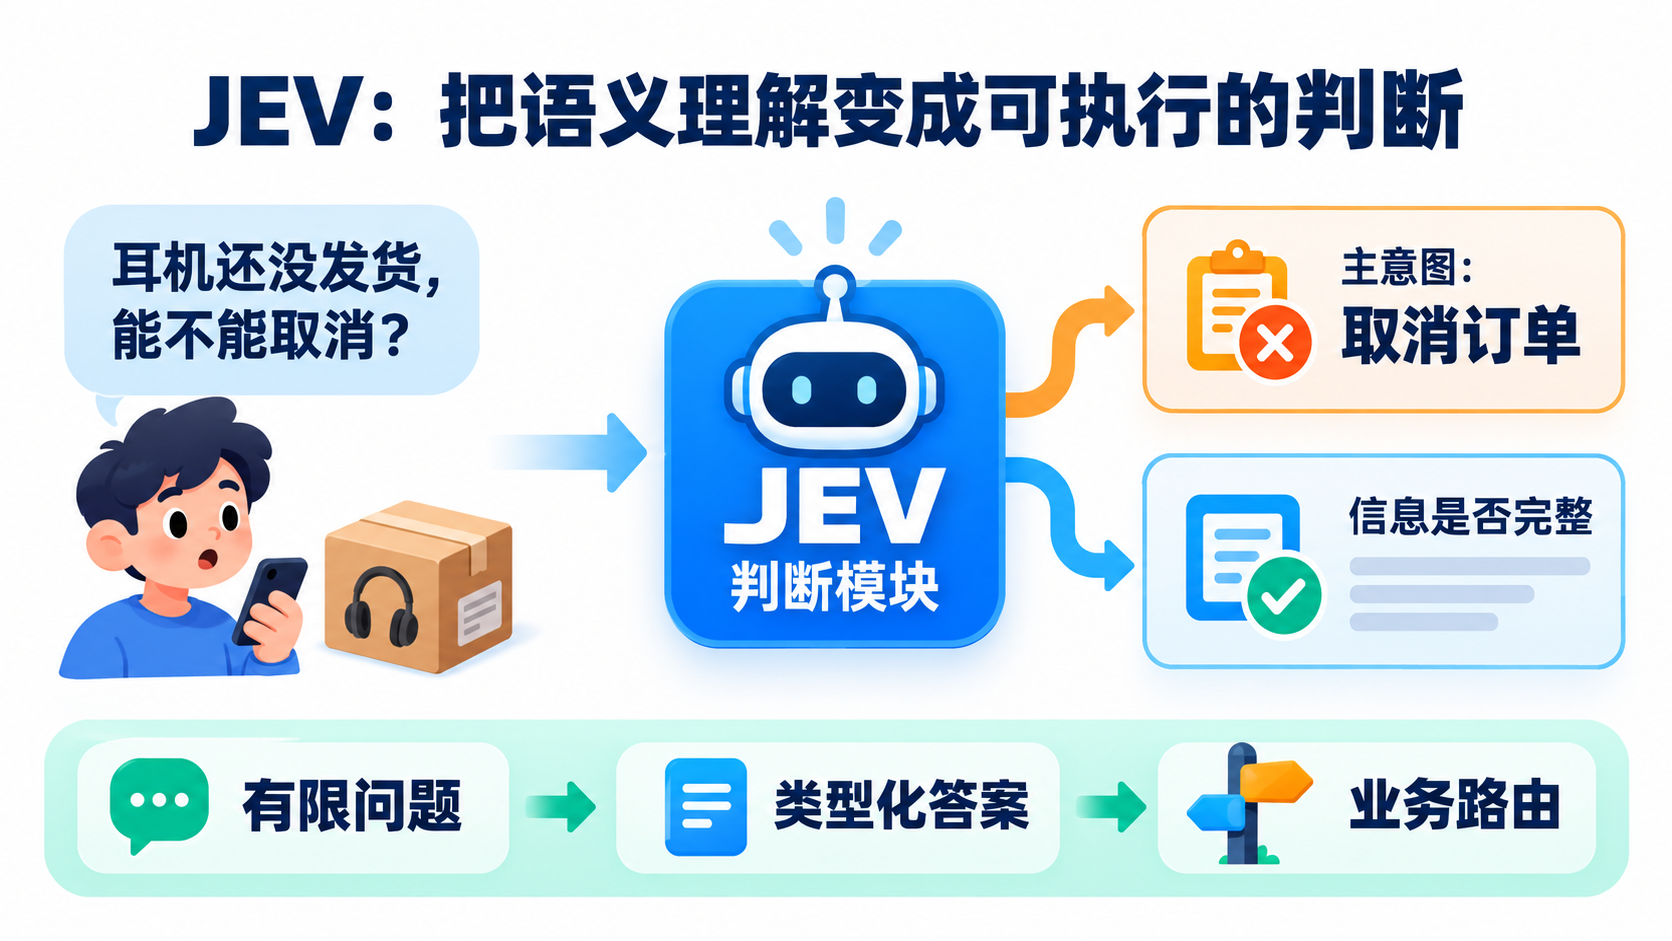 JEV：把语义理解变成可执行的判断
耳机还没发货，
能不能取消？
JEV
判断模块
主意图：
取消订单
信息是否完整
有限问题
类型化答案
业务路由